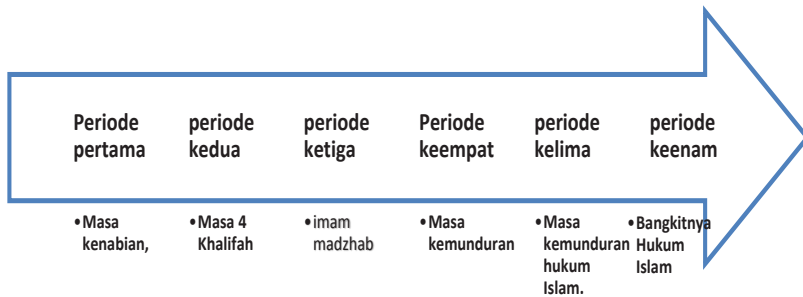 Periode pertama
periode kedua
periode ketiga
Periode keempat
periode kelima
periode keenam
•Masa kenabian,
•Masa 4 Khalifah
•imam madzhab
•Masa kemunduran
•Masa kemunduran hukum Islam.
•Bangkitnya Hukum Islam